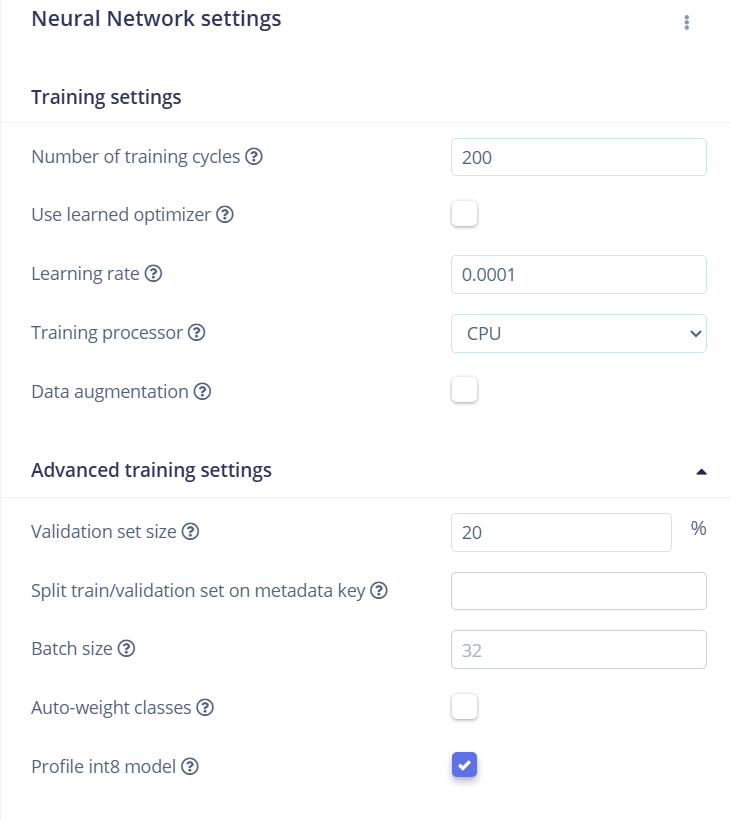 Neural Network settings
Training settings
Number of training cycles ?
200
Use learned optimizer ?
Learning rate ?
0.0001
Training processor ?
CPU
Data augmentation ?
Advanced training settings
Validation set size ?
20 %
Split train/validation set on metadata key ?
Batch size ?
32
Auto-weight classes ?
Profile int8 model ?